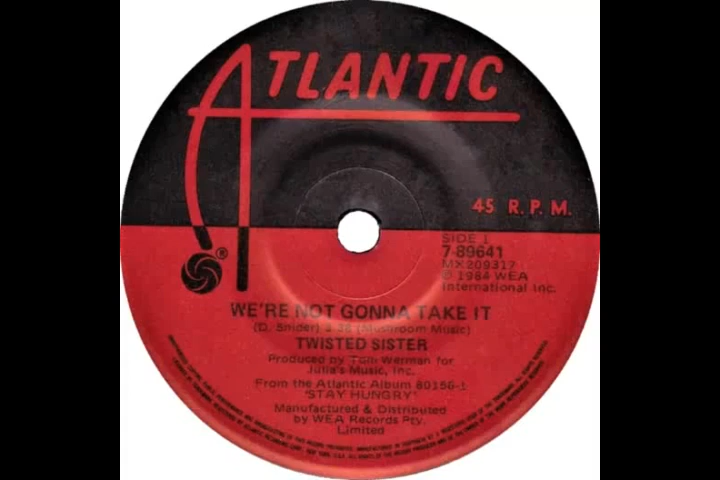 ATLANTIC
45 R.P.M.
SIDE 1
7-89641
MX209317
℗ 1984 WEA
International Inc.
®
WE'RE NOT GONNA TAKE IT
(D. Snider) 3.38 (Mushroom Music)
TWISTED SISTER
Produced by Tom Werman for
Julia's Music, Inc.
From the Atlantic Album 80156-1
'STAY HUNGRY'
Manufactured & Distributed
by WEA Records Pty.
Limited